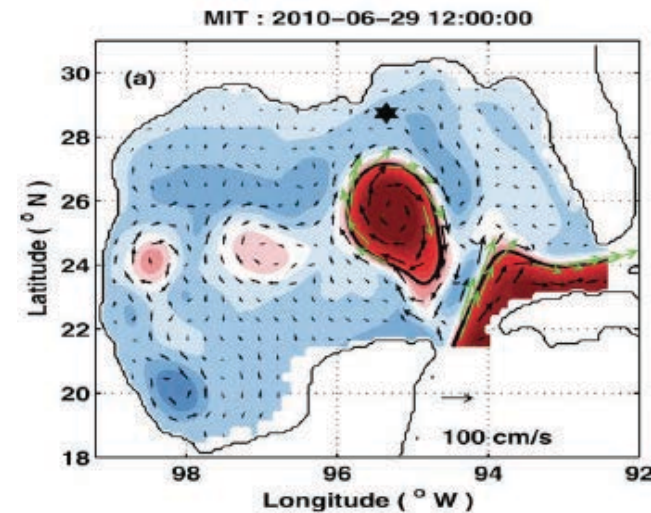 MIT : 2010-06-29 12:00:00
(a)
30
28
26
24
22
20
18
Latitude ( ° N)
100 cm/s
98 96 94 92
Longitude ( ° W)